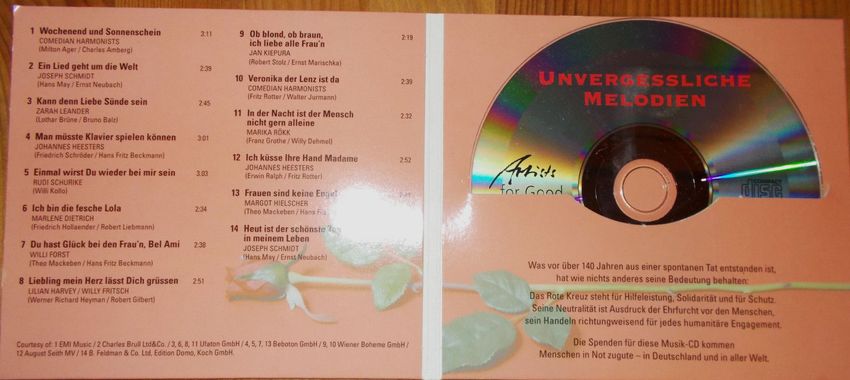 1 Wochenend und Sonnenschein 3:11
COMEDIAN HARMONISTS
(Milton Ager / Charles Amberg)
2 Ein Lied geht um die Welt 2:39
JOSEPH SCHMIDT
(Hans May / Ernst Neubach)
3 Kann denn Liebe Sünde sein 2:45
ZARAH LEANDER
(Lothar Brüne / Bruno Balz)
4 Man müsste Klavier spielen können 3:01
JOHANNES HEESTERS
(Friedrich Schröder / Hans Fritz Beckmann)
5 Einmal wirst Du wieder bei mir sein 3.03
RUDI SCHURIKE
(Willi Kollo)
6 Ich bin die fesche Lola 2:34
MARLENE DIETRICH
(Friedrich Hollaender / Robert Liebmann)
7 Du hast Glück bei den Frau'n, Bel Ami 2:38
WILLI FORST
(Theo Mackeben / Hans Fritz Beckmann)
8 Liebling mein Herz lässt Dich grüssen 2:51
LILIAN HARVEY / WILLY FRITSCH
(Werner Richard Heyman / Robert Gilbert)
9 Ob blond, ob braun, 2:19
ich liebe alle Frau'n
JAN KIEPURA
(Robert Stolz / Ernst Marischka)
10 Veronika der Lenz ist da 2:39
COMEDIAN HARMONISTS
(Fritz Rotter / Walter Jurmann)
11 In der Nacht ist der Mensch 2:32
nicht gern alleine
MARIKA RÖKK
(Franz Grothe / Willy Dehmel)
12 Ich küsse Ihre Hand Madame 2:52
JOHANNES HEESTERS
(Erwin Ralph / Fritz Rotter)
13 Frauen sind keine
MARGOT HIELSCHER
(Theo Mackeben / Hans
14 Heut ist der schönste
in meinem Leben
JOSEPH SCHMIDT
(Hans May / Ernst Neubach)
Courtesy of: 1 EMI Music / 2 Charles Brull Ltd&Co. / 3, 6, 8, 11 Ufaton GmbH / 4, 5, 7, 13 Beboton GmbH / 9, 10 Wiener Boheme GmbH /
12 August Seith MV / 14 B. Feldman & Co. Ltd, Edition Domo, Koch GmbH.
UNVERGESSLICHE
MELODIEN
Artists
for Good
COMPACT
disc
Was vor über 140 Jahren aus einer spontanen Tat entstanden ist,
hat wie nichts anderes seine Bedeutung behalten:
Das Rote Kreuz steht für Hilfeleistung, Solidarität und für Schutz.
Seine Neutralität ist Ausdruck der Ehrfurcht vor den Menschen,
sein Handeln richtungweisend für jedes humanitäre Engagement.
Die Spenden für diese Musik-CD kommen
Menschen in Not zugute – in Deutschland und in aller Welt.